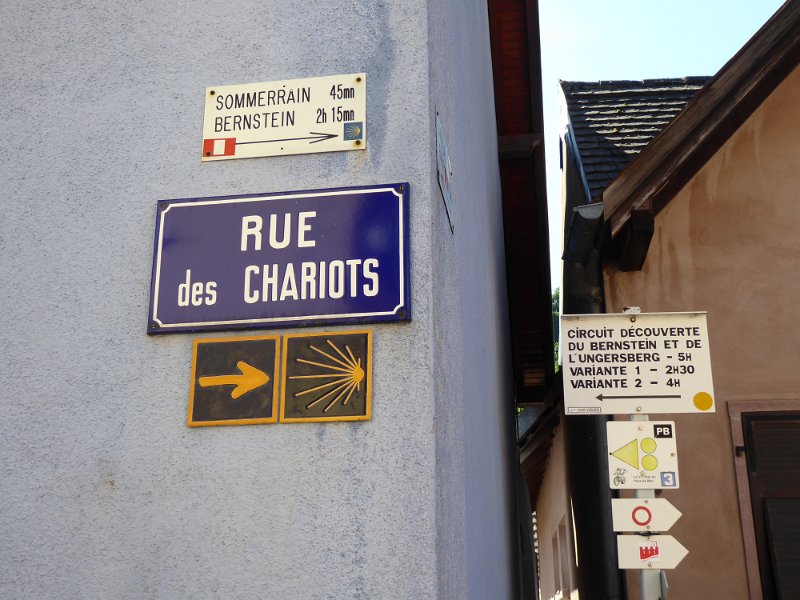 SOMMERRAIN 45mn
BERNSTEIN 2h 15mn
RUE
des CHARIOTS
CIRCUIT DÉCOUVERTE
DU BERNSTEIN ET DE
L'UNGERSBERG - 5H
VARIANTE 1 - 2H30
VARIANTE 2 - 4H
PB
3